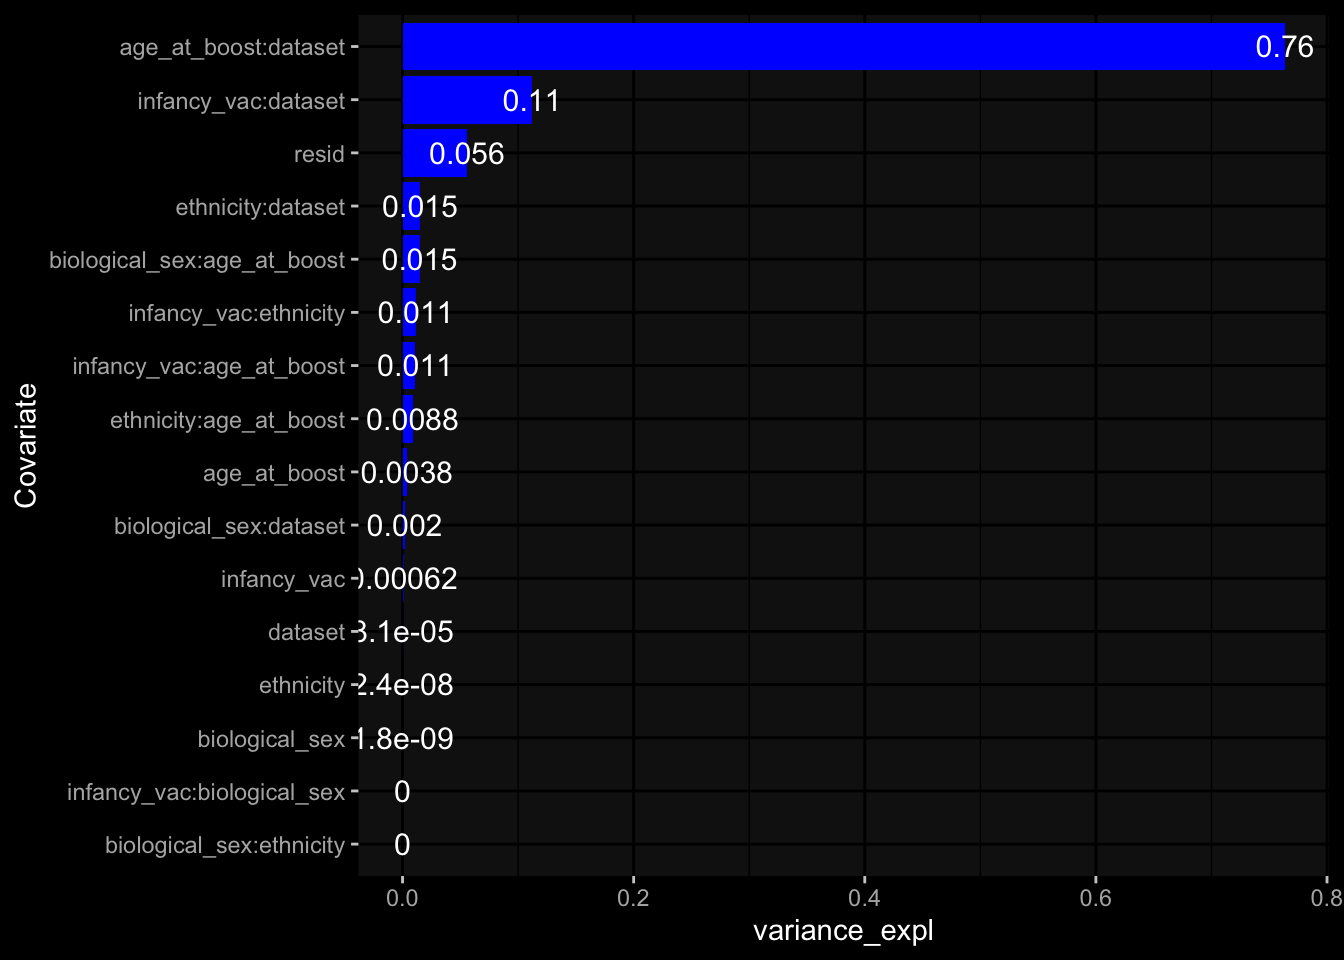 age_at_boost:dataset 0.76
infancy_vac:dataset 0.11
resid 0.056
ethnicity:dataset 0.015
biological_sex:age_at_boost 0.015
infancy_vac:ethnicity 0.011
infancy_vac:age_at_boost 0.011
ethnicity:age_at_boost 0.0088
age_at_boost 0.0038
biological_sex:dataset 0.002
infancy_vac 0.00062
dataset 3.1e-05
ethnicity 2.4e-08
biological_sex 1.8e-09
infancy_vac:biological_sex 0
biological_sex:ethnicity 0
Covariate
0.0 0.2 0.4 0.6 0.8
variance_expl